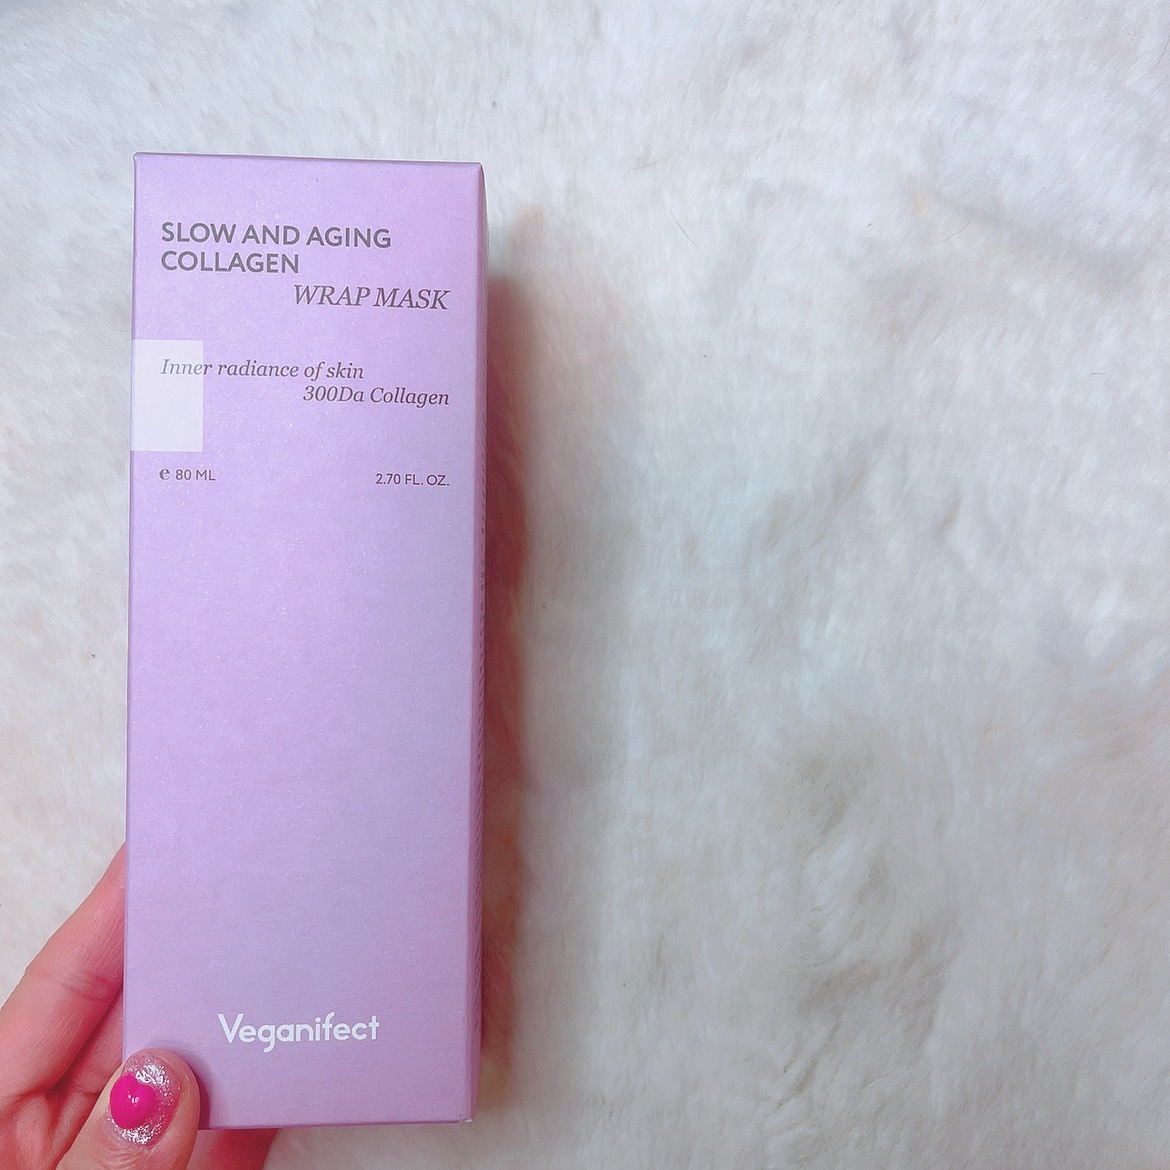 SLOW AND AGING
COLLAGEN
WRAP MASK
Inner radiance of skin
300Da Collagen
℮ 80 ML 2.70 FL. OZ.
Veganifect